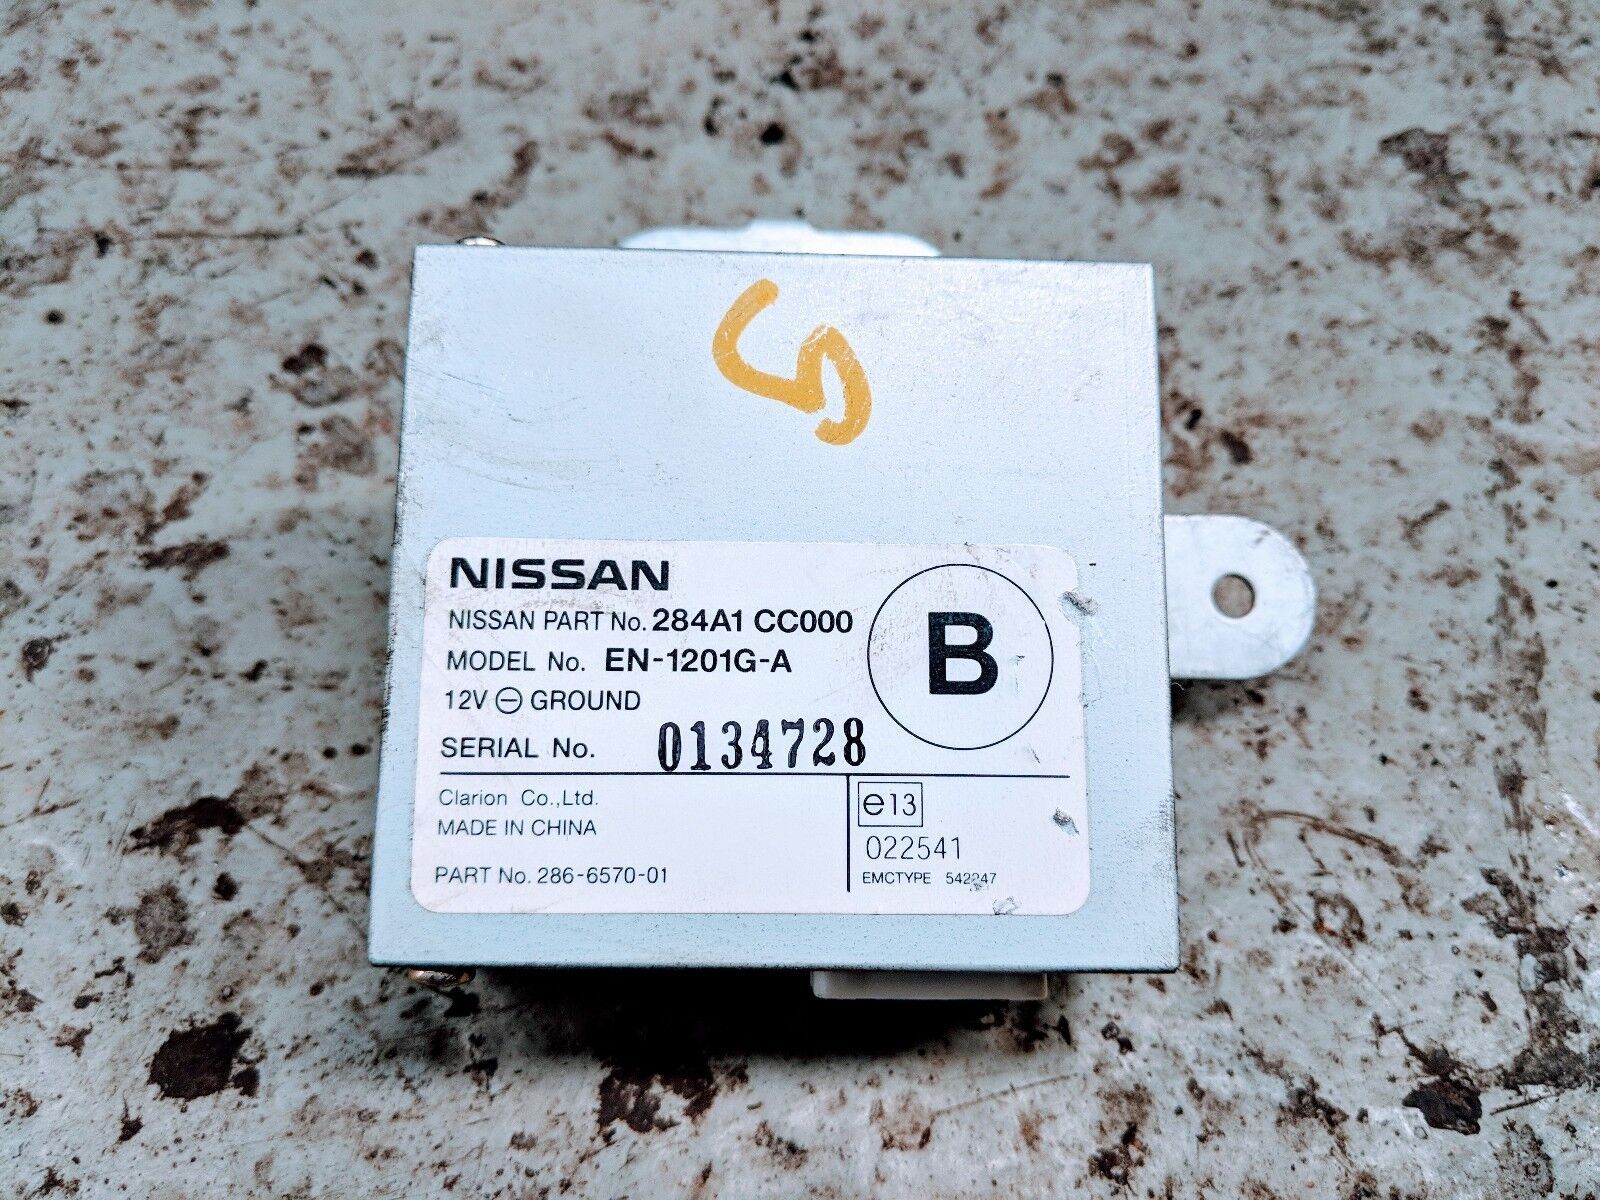 5
NISSAN
NISSAN PART No. 284A1 CC000
MODEL No. EN-1201G-A
12V ⊖ GROUND
SERIAL No. 0134728
B
Clarion Co.,Ltd.
MADE IN CHINA
PART No. 286-6570-01
e13
022541
EMCTYPE